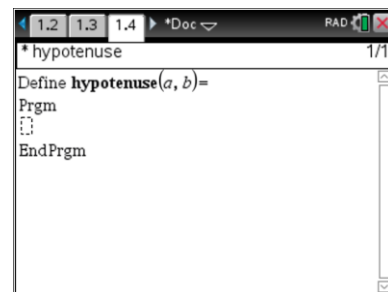 1.2 1.3 1.4 *Doc RAD
* hypotenuse 1/1
Define hypotenuse(a, b)=
Prgm
EndPrgm